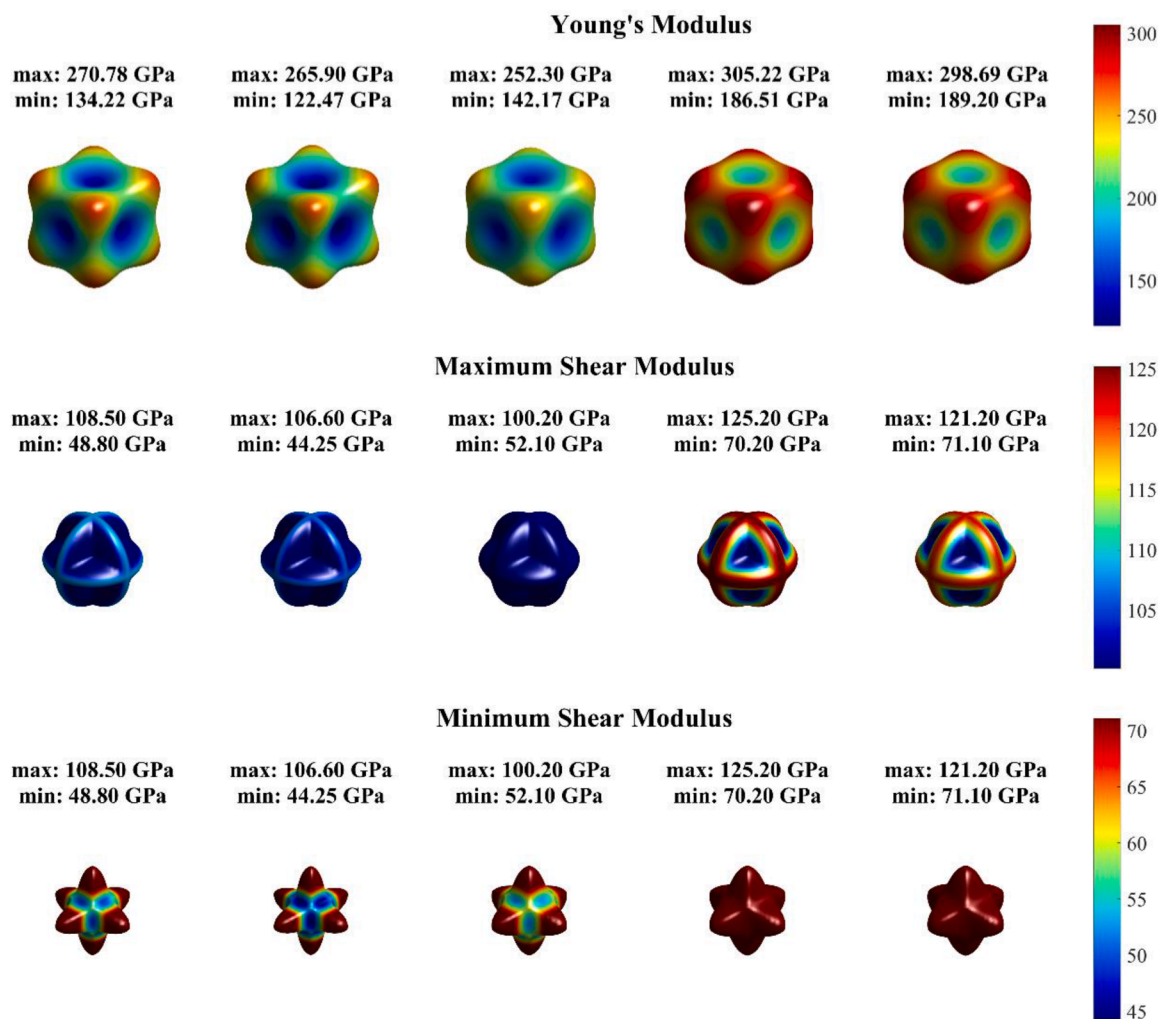 Young's Modulus
max: 270.78 GPa
min: 134.22 GPa
max: 265.90 GPa
min: 122.47 GPa
max: 252.30 GPa
min: 142.17 GPa
max: 305.22 GPa
min: 186.51 GPa
max: 298.69 GPa
min: 189.20 GPa
300
250
200
150
Maximum Shear Modulus
max: 108.50 GPa
min: 48.80 GPa
max: 106.60 GPa
min: 44.25 GPa
max: 100.20 GPa
min: 52.10 GPa
max: 125.20 GPa
min: 70.20 GPa
max: 121.20 GPa
min: 71.10 GPa
125
120
115
110
105
Minimum Shear Modulus
max: 108.50 GPa
min: 48.80 GPa
max: 106.60 GPa
min: 44.25 GPa
max: 100.20 GPa
min: 52.10 GPa
max: 125.20 GPa
min: 70.20 GPa
max: 121.20 GPa
min: 71.10 GPa
70
65
60
55
50
45